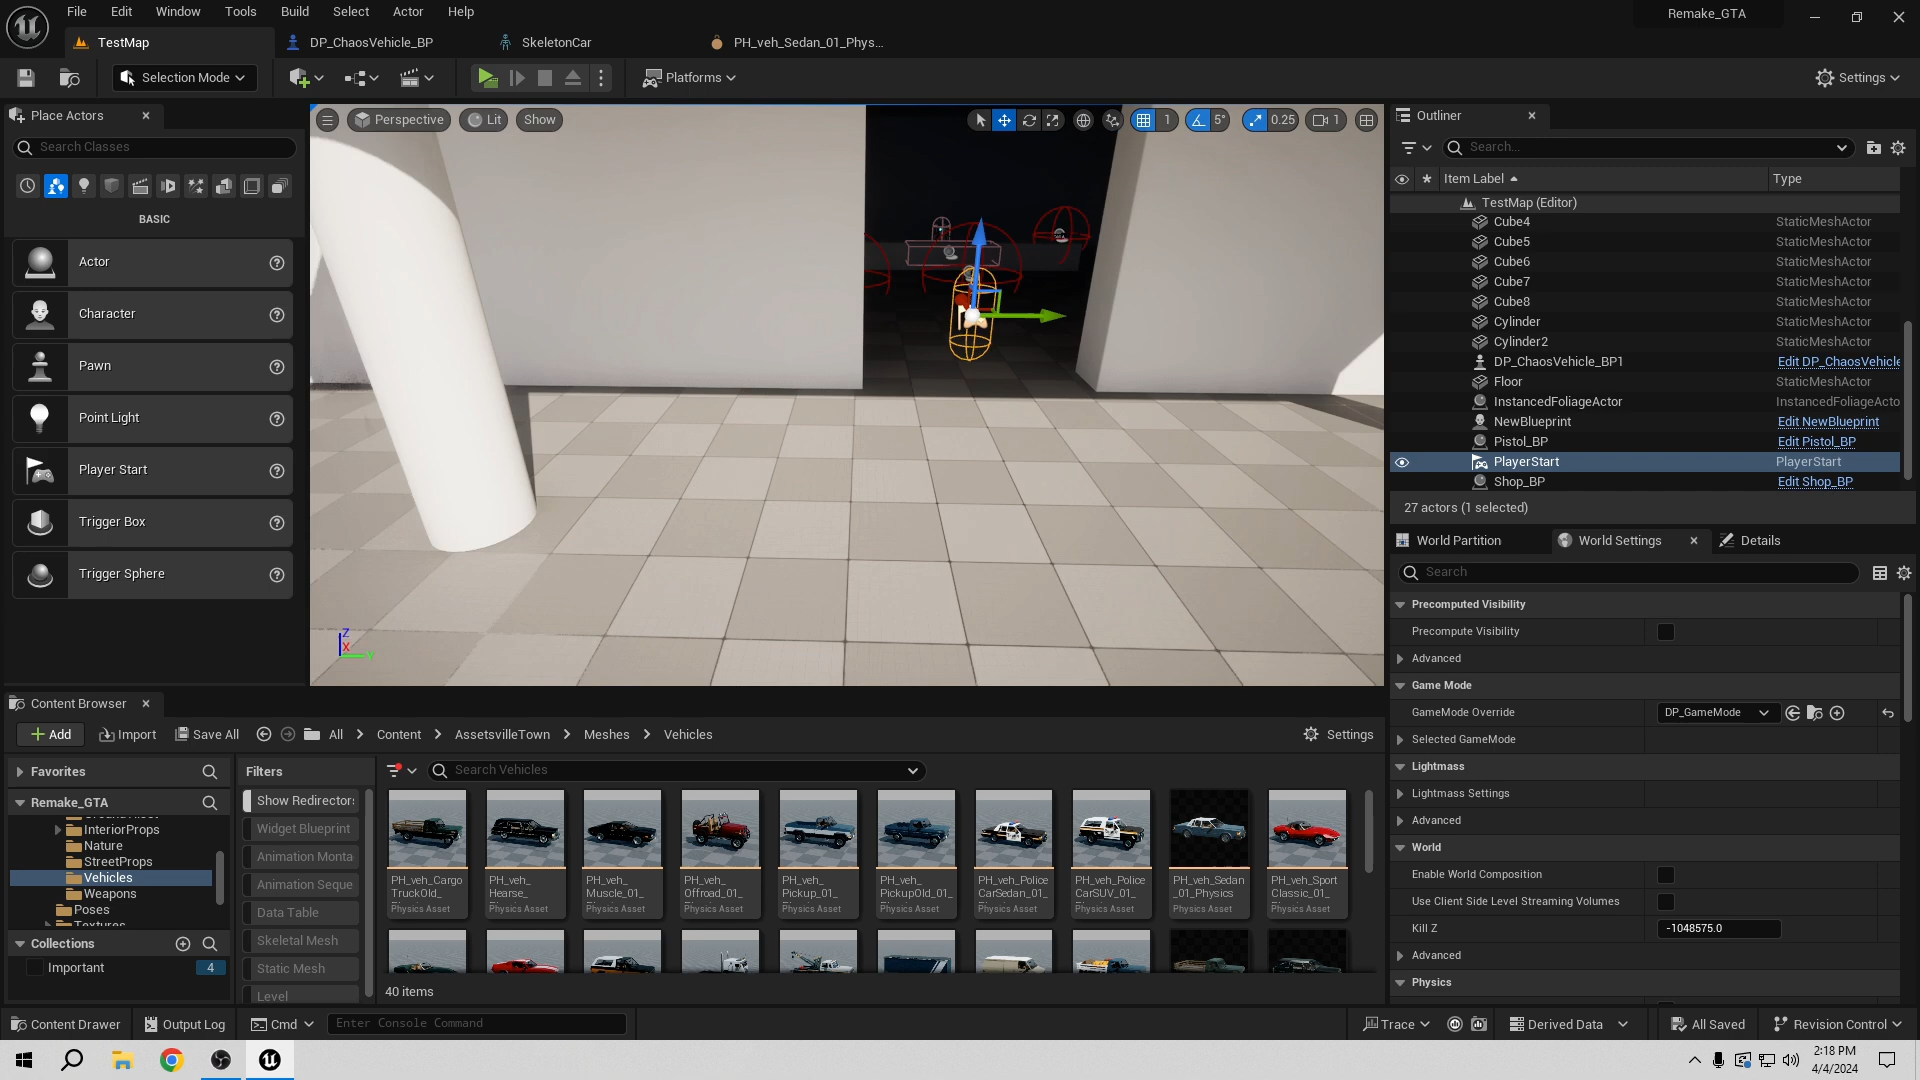 File Edit Window Tools Build Select Actor Help
Remake_GTA
TestMap
DP_ChaosVehicle_BP
SkeletonCar
PH_veh_Sedan_01_Phys...
Selection Mode
Platforms
Settings
Place Actors
Search Classes
BASIC
Actor
Character
Pawn
Point Light
Player Start
Trigger Box
Trigger Sphere
Perspective
Lit
Show
1
5°
0.25
1
Z
X
Y
Outliner
Search...
Item Label
Type
TestMap (Editor)
Cube4 StaticMeshActor
Cube5 StaticMeshActor
Cube6 StaticMeshActor
Cube7 StaticMeshActor
Cube8 StaticMeshActor
Cylinder StaticMeshActor
Cylinder2 StaticMeshActor
DP_ChaosVehicle_BP1 Edit DP_ChaosVehicle
Floor StaticMeshActor
InstancedFoliageActor InstancedFoliageActo
NewBlueprint Edit NewBlueprint
Pistol_BP Edit Pistol_BP
PlayerStart PlayerStart
Shop_BP Edit Shop_BP
27 actors (1 selected)
World Partition
World Settings
Details
Search
Precomputed Visibility
Precompute Visibility
Advanced
Game Mode
GameMode Override DP_GameMode
Selected GameMode
Lightmass
Lightmass Settings
Advanced
World
Enable World Composition
Use Client Side Level Streaming Volumes
Kill Z -1048575.0
Advanced
Physics
Content Browser
Add
Import
Save All
All
Content
AssetsvilleTown
Meshes
Vehicles
Settings
Favorites
Remake_GTA
InteriorProps
Nature
StreetProps
Vehicles
Weapons
Poses
Textures
Collections
Important 4
Filters
Show Redirectors
Widget Blueprint
Animation Monta
Animation Seque
Data Table
Skeletal Mesh
Static Mesh
Level
Search Vehicles
PH_veh_Cargo
TruckOld_
Physics Asset
PH_veh_
Hearse_
Physics Asset
PH_veh_
Muscle_01_
Physics Asset
PH_veh_
Offroad_01_
Physics Asset
PH_veh_
Pickup_01_
Physics Asset
PH_veh_
PickupOld_01_
Physics Asset
PH_veh_Police
CarSedan_01_
Physics Asset
PH_veh_Police
CarSUV_01_
Physics Asset
PH_veh_Sedan
_01_Physics
Physics Asset
PH_veh_Sport
Classic_01_
Physics Asset
40 items
Content Drawer
Output Log
Cmd
Enter Console Command
Trace
Derived Data
All Saved
Revision Control
2:18 PM
4/4/2024